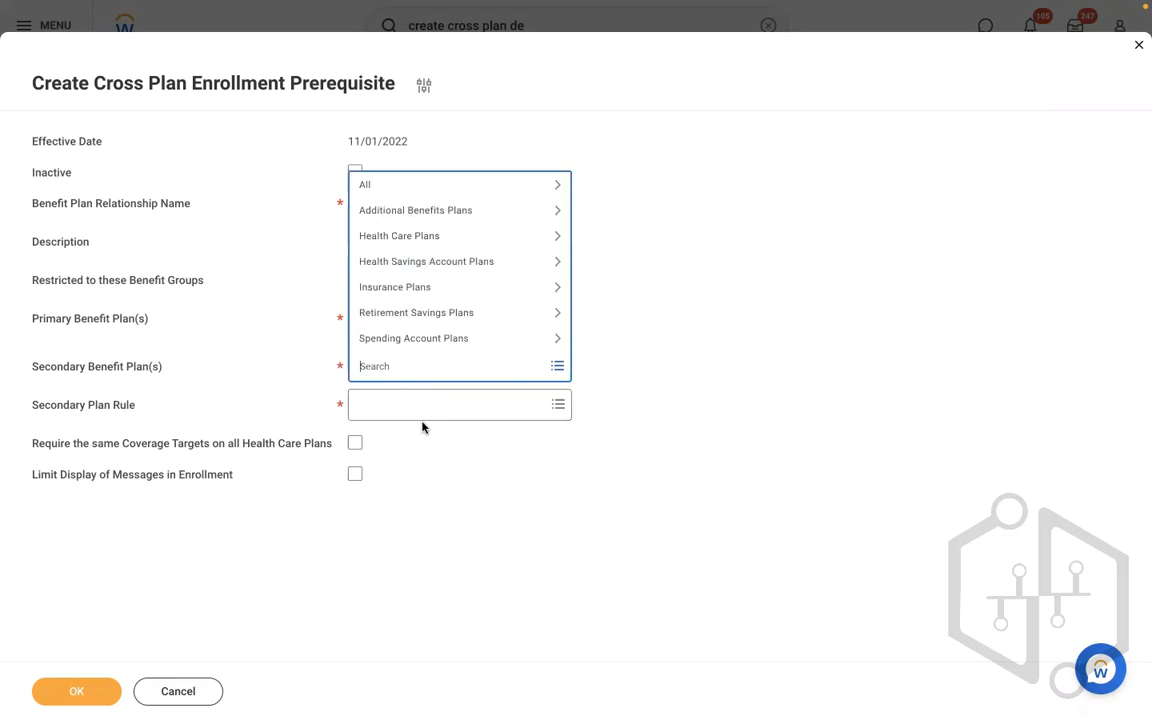 MENU
create cross plan de
105
247
Create Cross Plan Enrollment Prerequisite
Effective Date
11/01/2022
Inactive
Benefit Plan Relationship Name *
Description
Restricted to these Benefit Groups
Primary Benefit Plan(s) *
All
Additional Benefits Plans
Health Care Plans
Health Savings Account Plans
Insurance Plans
Retirement Savings Plans
Spending Account Plans
Secondary Benefit Plan(s) *
Search
Secondary Plan Rule *
Require the same Coverage Targets on all Health Care Plans
Limit Display of Messages in Enrollment
OK
Cancel
W